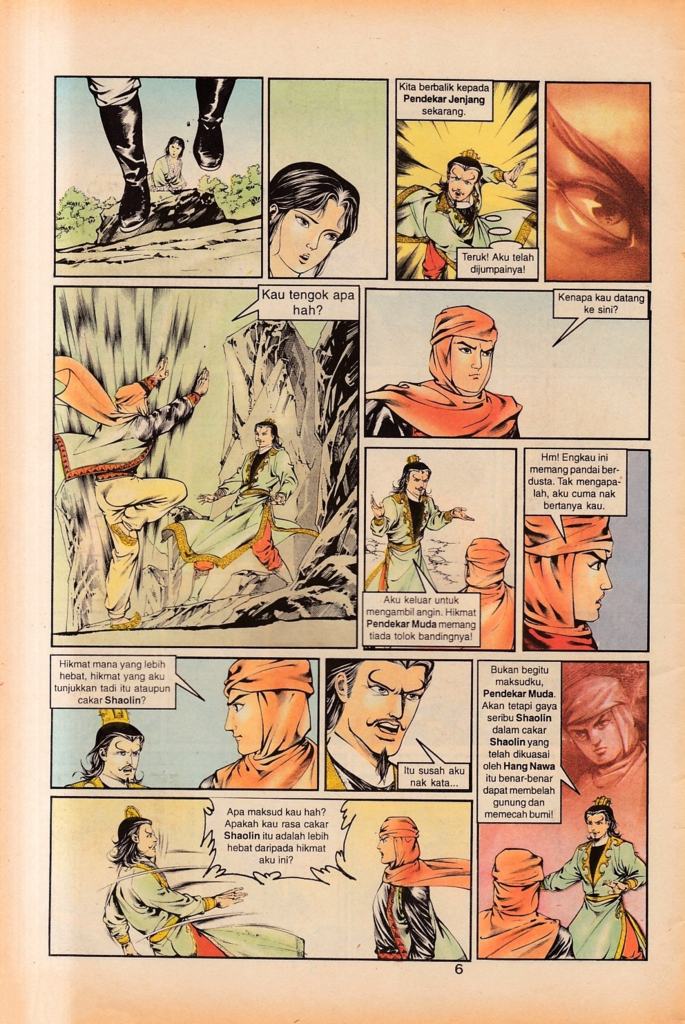 Kita berbalik kepada
Pendekar Jenjang
sekarang.
Teruk! Aku telah
dijumpainya!
Kau tengok apa
hah?
Kenapa kau datang
ke sini?
Aku keluar untuk
mengambil angin. Hikmat
Pendekar Muda memang
tiada tolok bandingnya!
Hm! Engkau ini
memang pandai ber-
dusta. Tak mengapa-
lah, aku cuma nak
bertanya kau.
Hikmat mana yang lebih
hebat, hikmat yang aku
tunjukkan tadi itu ataupun
cakar Shaolin?
Itu susah aku
nak kata...
Bukan begitu
maksudku,
Pendekar Muda.
Akan tetapi gaya
seribu Shaolin
dalam cakar
Shaolin yang
telah dikuasai
oleh Hang Nawa
itu benar-benar
dapat membelah
gunung dan
memecah bumi!
Apa maksud kau hah?
Apakah kau rasa cakar
Shaolin itu adalah lebih
hebat daripada hikmat
aku ini?
6